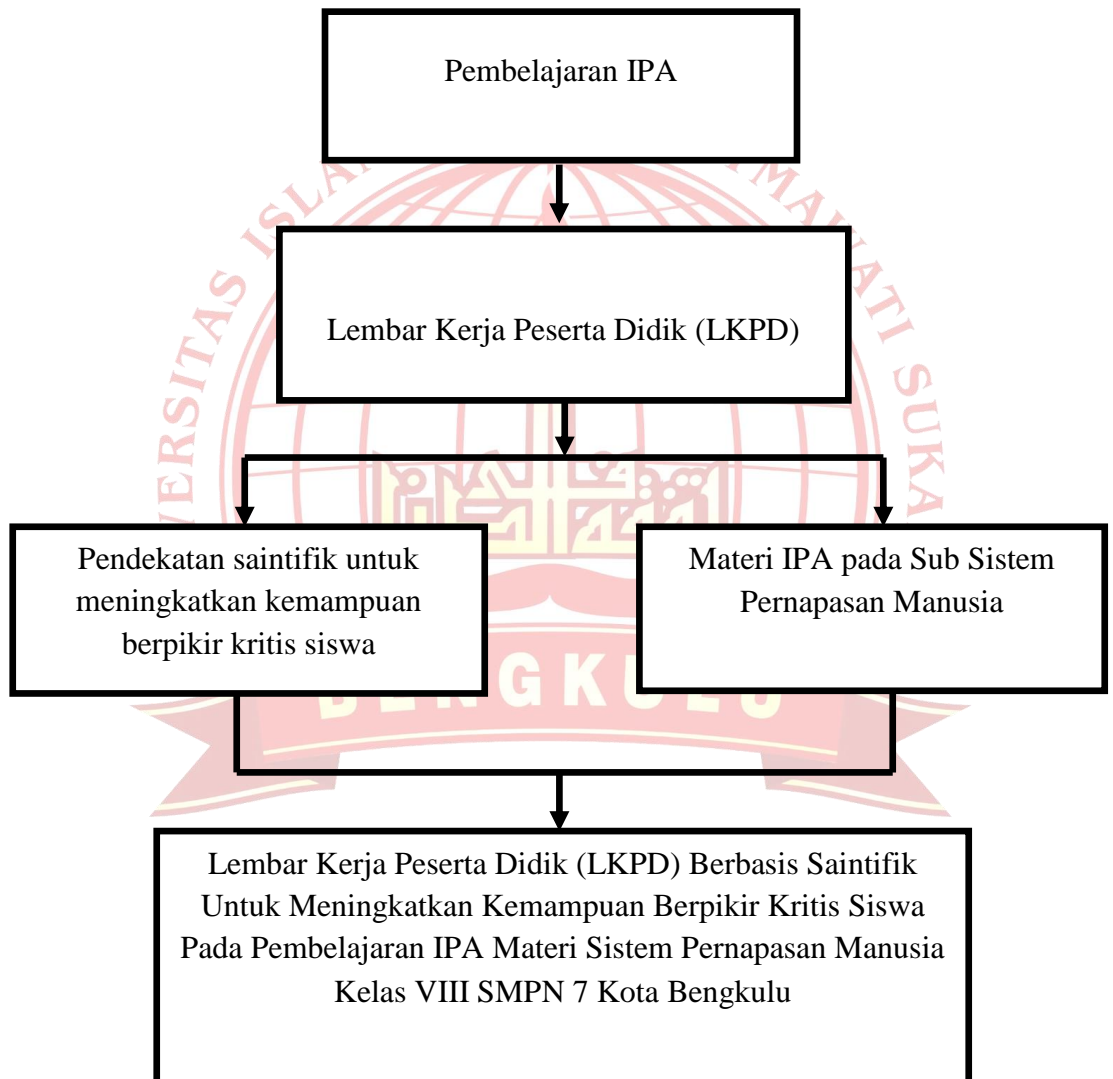 Pembelajaran IPA
Lembar Kerja Peserta Didik (LKPD)
Pendekatan saintifik untuk
meningkatkan kemampuan
berpikir kritis siswa
Materi IPA pada Sub Sistem
Pernapasan Manusia
BENGKULU
Lembar Kerja Peserta Didik (LKPD) Berbasis Saintifik
Untuk Meningkatkan Kemampuan Berpikir Kritis Siswa
Pada Pembelajaran IPA Materi Sistem Pernapasan Manusia
Kelas VIII SMPN 7 Kota Bengkulu